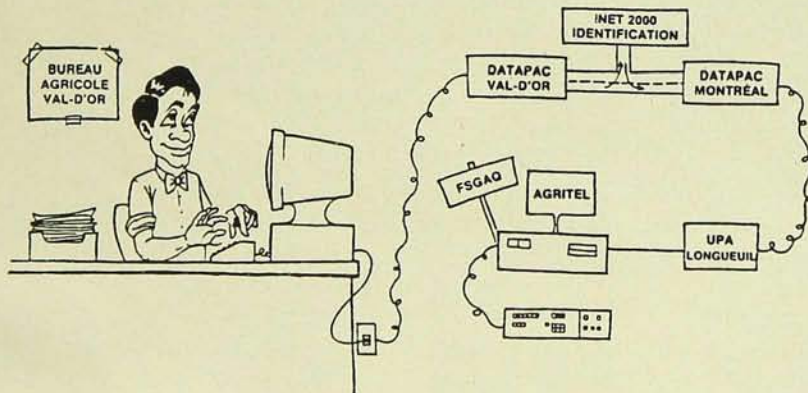 BUREAU
AGRICOLE
VAL-D'OR
INET 2000
IDENTIFICATION
DATAPAC
VAL-D'OR
DATAPAC
MONTRÉAL
FSGAQ
AGRITEL
UPA
LONGUEUIL